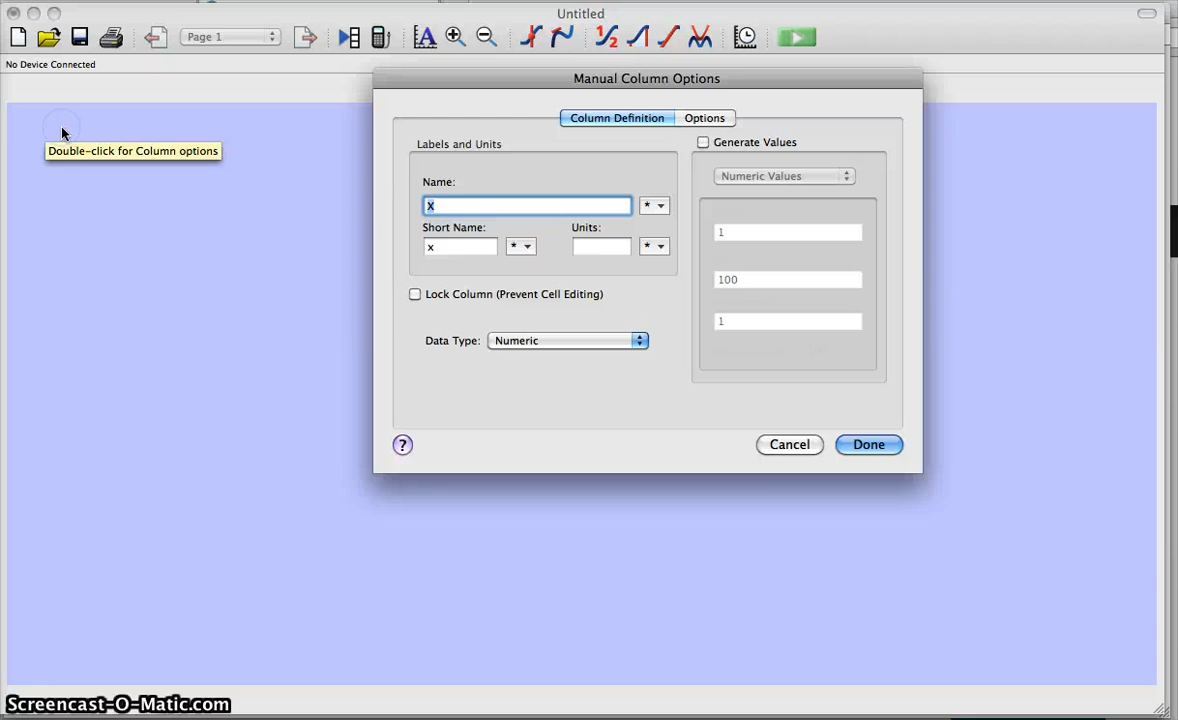 Untitled
Page 1
A
1/2
No Device Connected
Manual Column Options
Double-click for Column options
Column Definition
Options
Labels and Units
Name:
X
*
Short Name:
Units:
x
*
*
Lock Column (Prevent Cell Editing)
Data Type:
Numeric
Generate Values
Numeric Values
1
100
1
?
Cancel
Done
Screencast-O-Matic.com